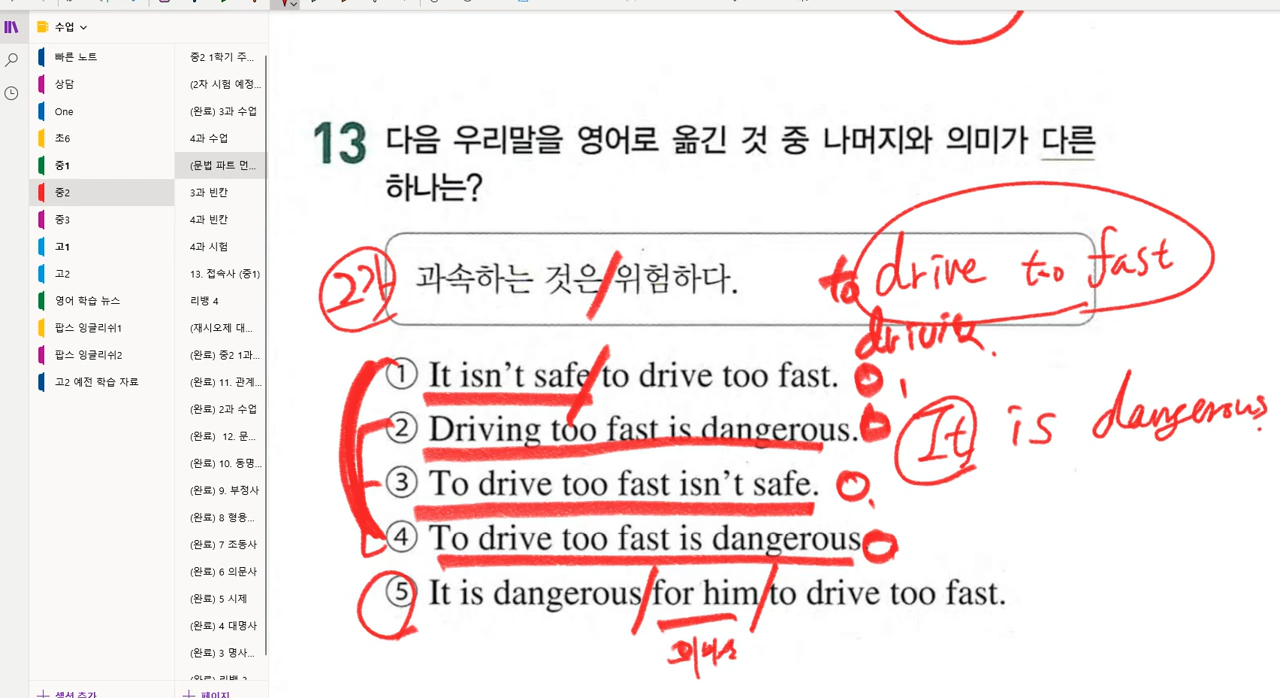 수업
빠른 노트
상담
One
초6
중1
중2
중3
고1
고2
영어 학습 뉴스
팝스 잉글리쉬1
팝스 잉글리쉬2
고2 예전 학습 자료
섹션 추가
중2 1학기 주...
(2차 시험 예정...
(완료) 3과 수업
4과 수업
(문법 파트 먼...
3과 빈칸
4과 빈칸
4과 시험
13. 접속사 (중1)
리뱅 4
(재시오제 대...
(완료) 중2 1과...
(완료) 11. 관계...
(완료) 2과 수업
(완료) 12. 문...
(완료) 10. 동명...
(완료) 9. 부정사
(완료) 8 형용...
(완료) 7 조동사
(완료) 6 의문사
(완료) 5 시제
(완료) 4 대명사
(완료) 3 명사...
페이지
13 다음 우리말을 영어로 옮긴 것 중 나머지와 의미가 다른
하나는?
to drive to fast
2강 과속하는 것은/위험하다.
① It isn't safe/to drive too fast.
② Driving too fast is dangerous.
It is dangerous
③ To drive too fast isn't safe.
④ To drive too fast is dangerous
⑤ It is dangerous/for him/to drive too fast.